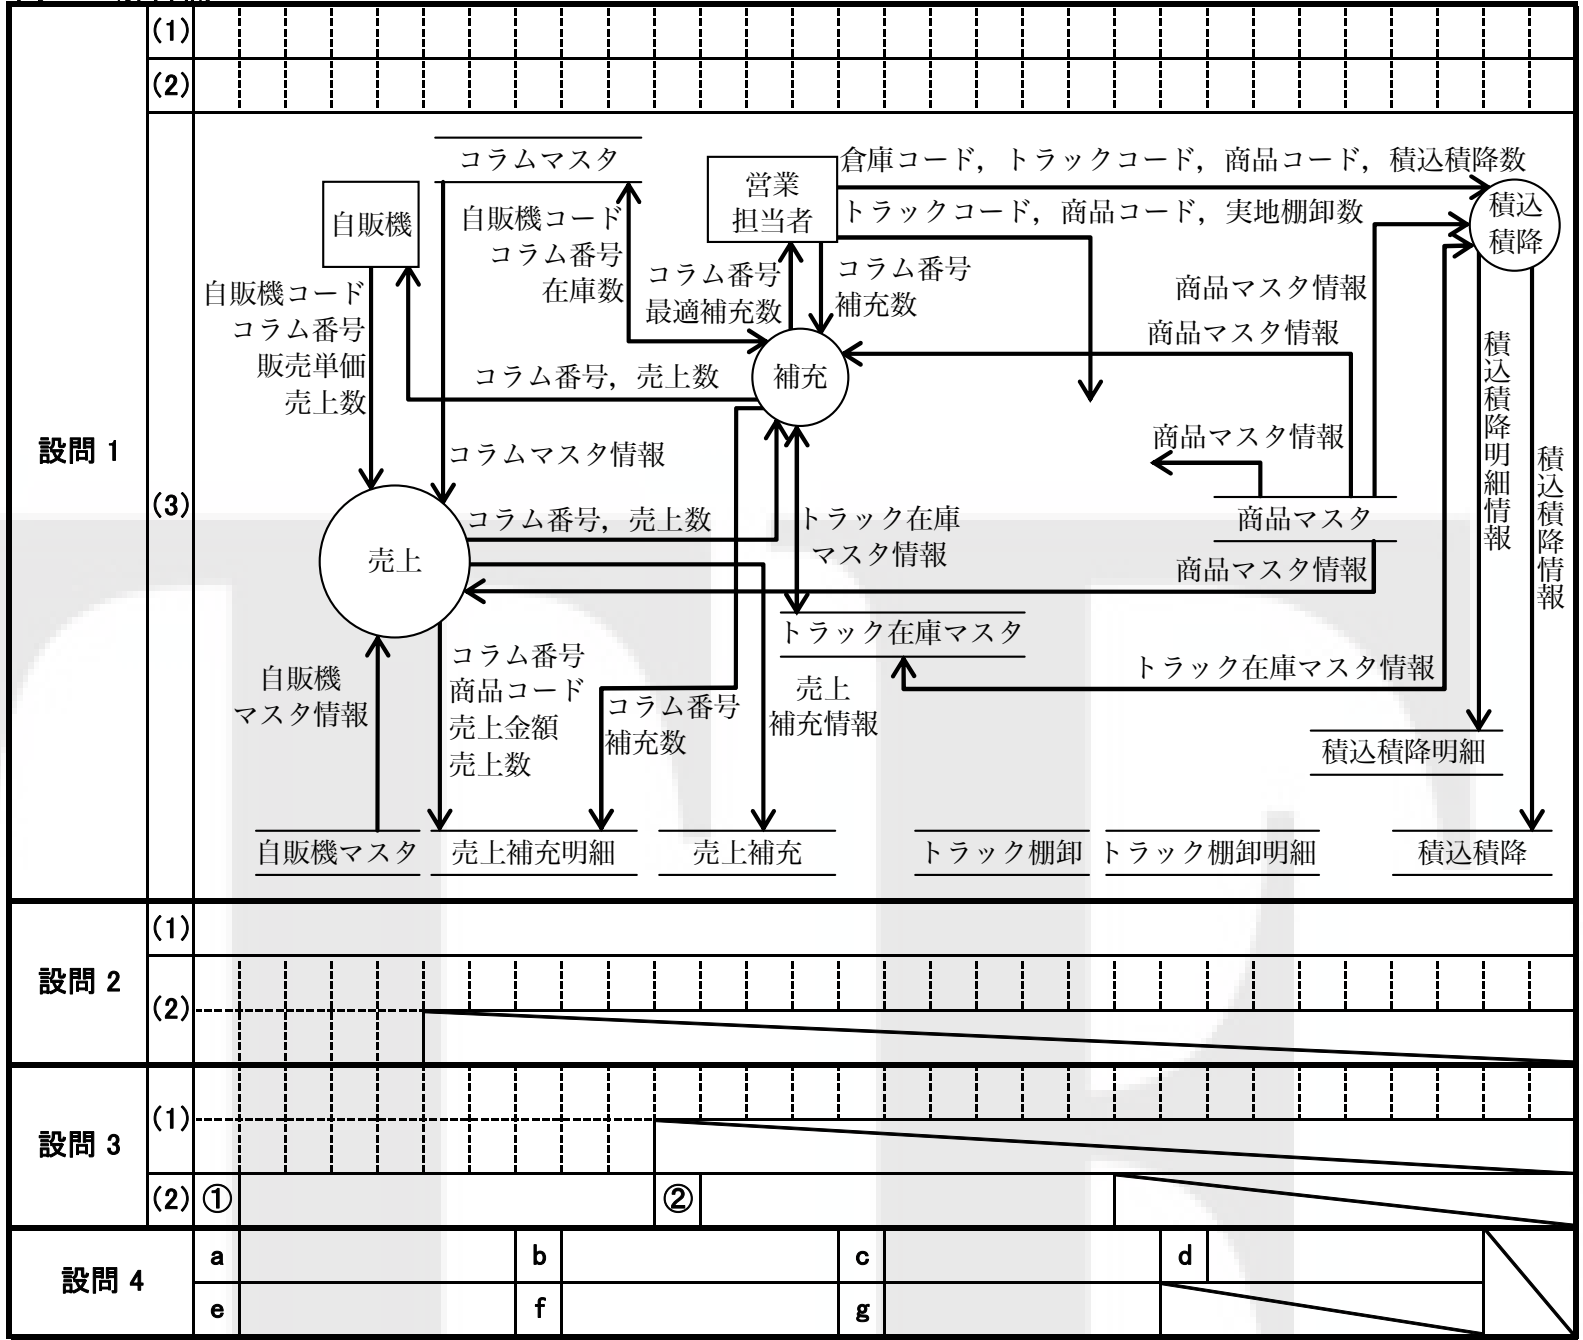 設問 1
(1)
(2)
(3)
コラムマスタ
自販機
自販機コード
コラム番号
在庫数
営業
担当者
倉庫コード，トラックコード，商品コード，積込積降数
トラックコード，商品コード，実地棚卸数
積込
積降
コラム番号
最適補充数
コラム番号
補充数
商品マスタ情報
商品マスタ情報
自販機コード
コラム番号
販売単価
売上数
コラム番号，売上数
補充
積込積降明細情報
積込積降情報
商品マスタ情報
コラムマスタ情報
コラム番号，売上数
トラック在庫
マスタ情報
商品マスタ
売上
商品マスタ情報
トラック在庫マスタ
トラック在庫マスタ情報
自販機
マスタ情報
コラム番号
商品コード
売上金額
売上数
コラム番号
補充数
売上
補充情報
積込積降明細
自販機マスタ
売上補充明細
売上補充
トラック棚卸
トラック棚卸明細
積込積降
設問 2
(1)
(2)
設問 3
(1)
(2)
①
②
設問 4
a
b
c
d
e
f
g